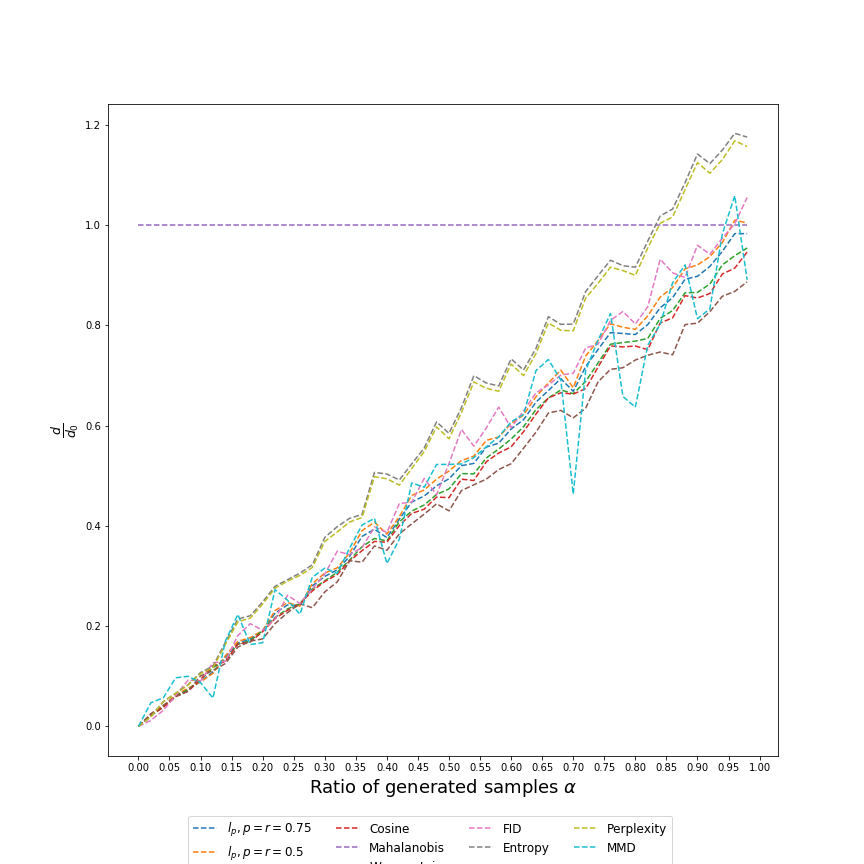 1.2
1.0
0.8
0.6
0.4
0.2
0.0
d/d₀
0.00 0.05 0.10 0.15 0.20 0.25 0.30 0.35 0.40 0.45 0.50 0.55 0.60 0.65 0.70 0.75 0.80 0.85 0.90 0.95 1.00
Ratio of generated samples α
lₚ, p = r = 0.75 Cosine FID Perplexity
lₚ, p = r = 0.5 Mahalanobis Entropy MMD